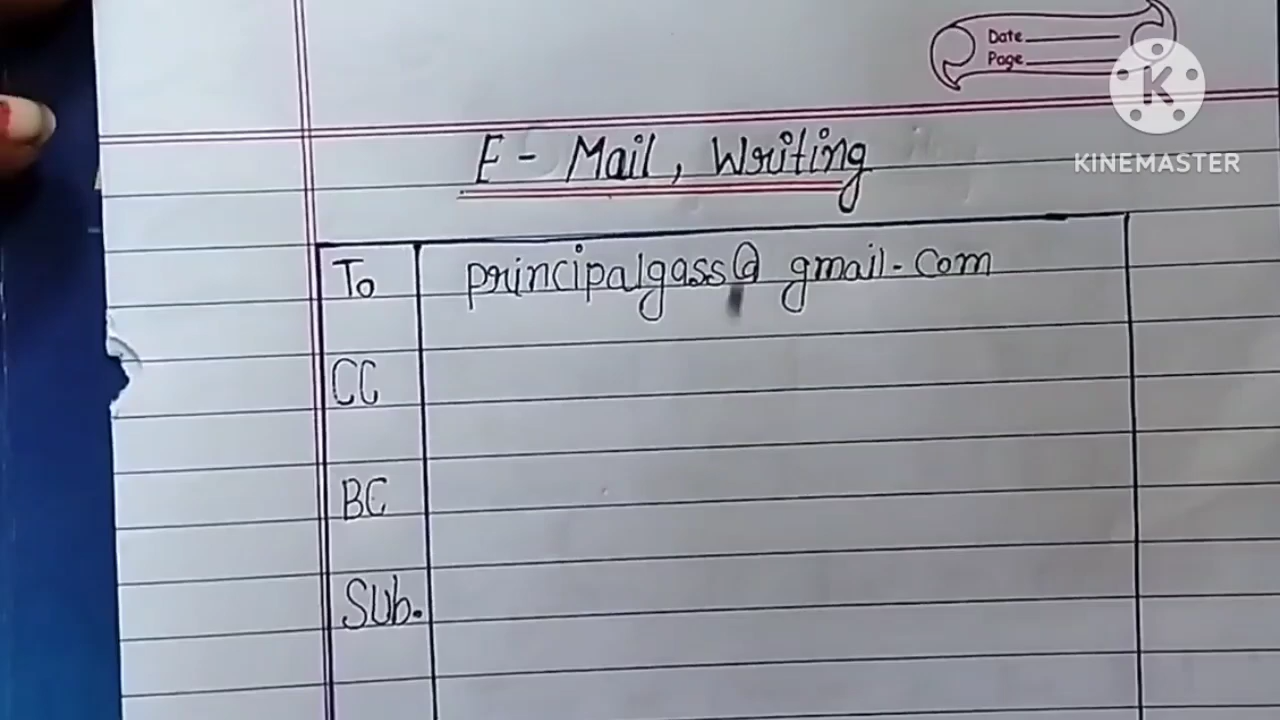 Date
Page
KINEMASTER
E - Mail, Writing
To principalgass@ gmail.com
CC
BC
Sub.